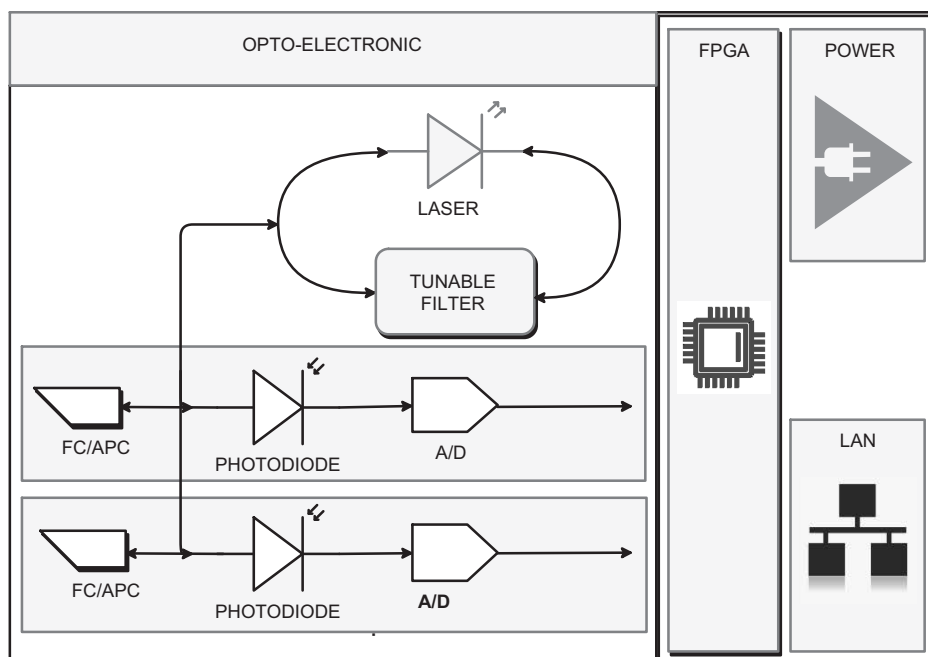 OPTO-ELECTRONIC
FPGA
POWER
LASER
TUNABLE
FILTER
FC/APC
PHOTODIODE
A/D
LAN
FC/APC
PHOTODIODE
A/D